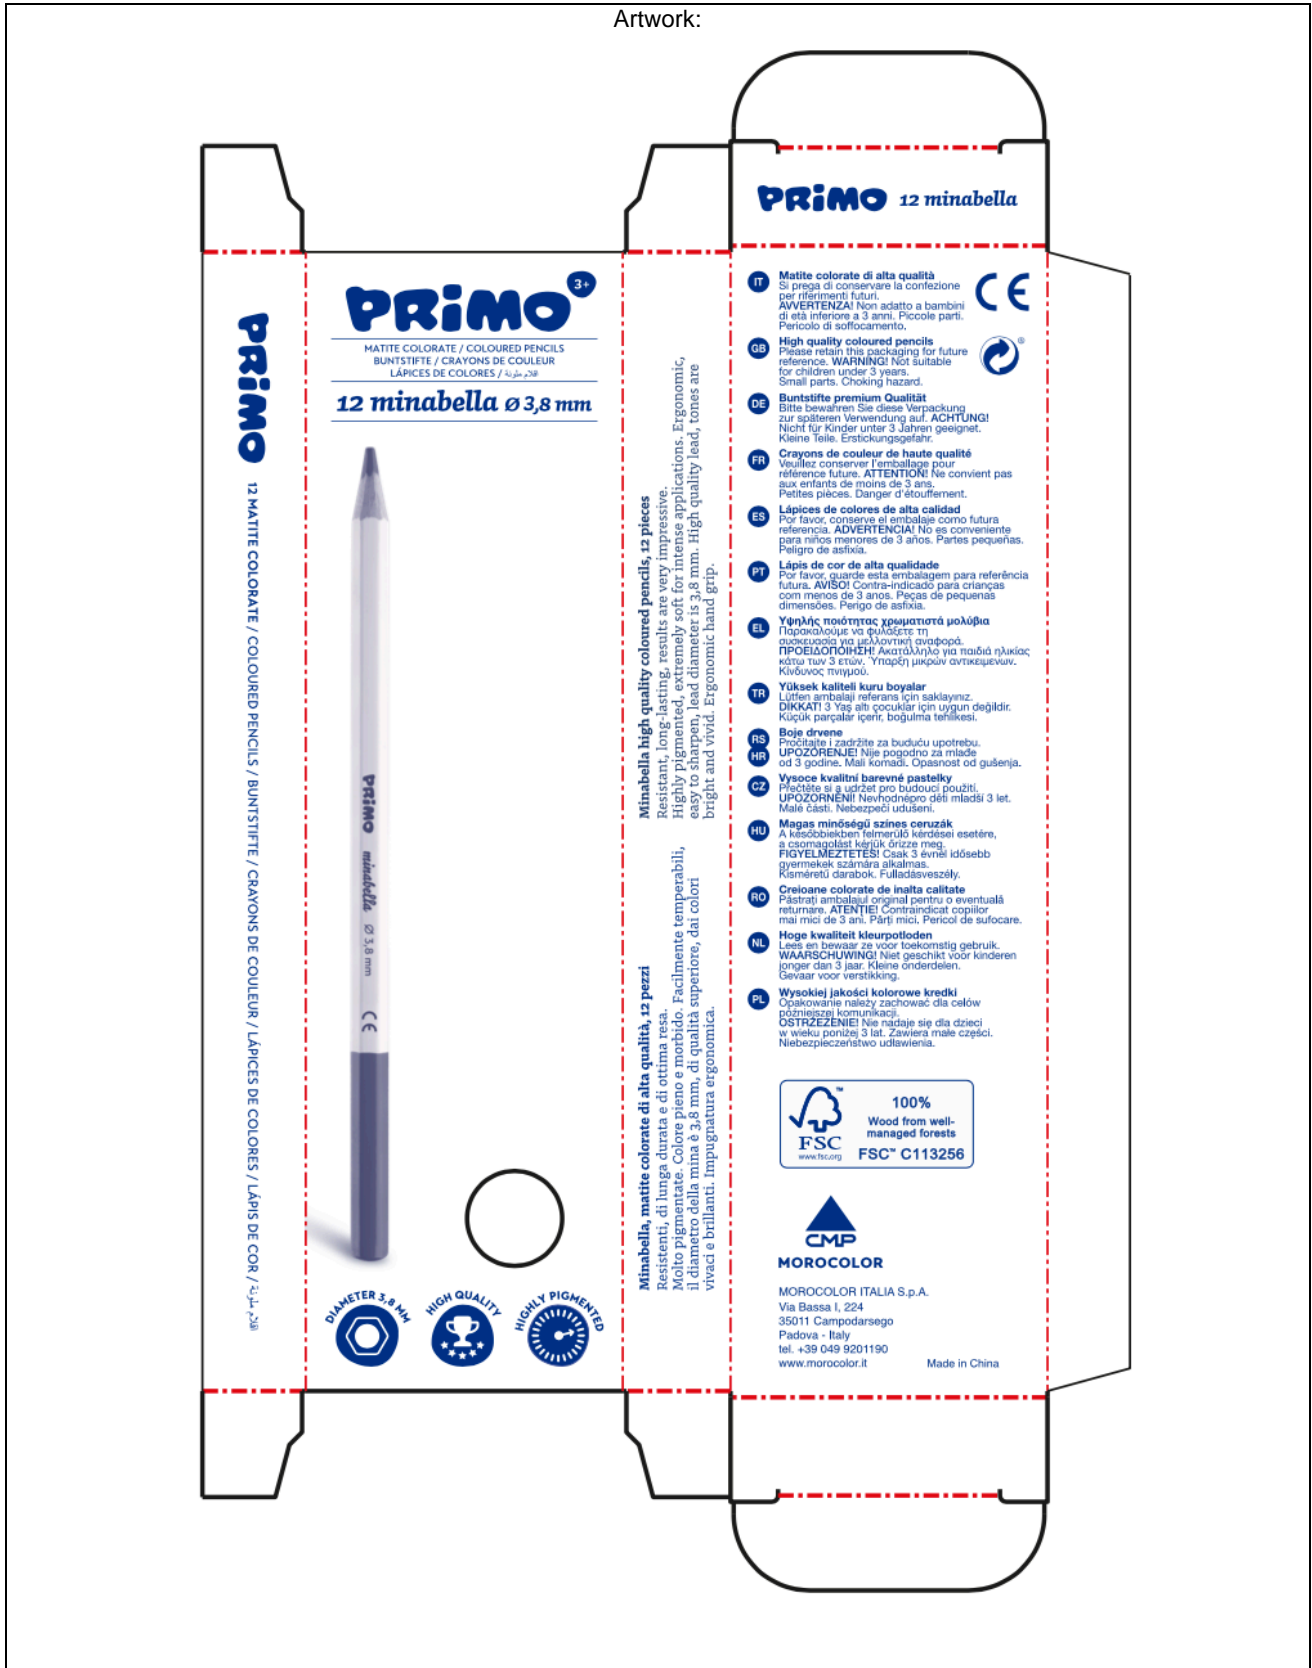 Artwork:
PRiMO 12 minabella
PRiMO
12 MATITE COLORATE / COLOURED PENCILS / BUNTSTIFTE / CRAYONS DE COULEUR / LÁPICES DE COLORES / LÁPIS DE COR / اقلام ملونة
PRiMO 3+
MATITE COLORATE / COLOURED PENCILS
BUNTSTIFTE / CRAYONS DE COULEUR
LÁPICES DE COLORES / اقلام ملونة
12 minabella Ø 3,8 mm
PRiMO minabella Ø 3,8 mm CE
DIAMETER 3,8 MM
HIGH QUALITY
HIGHLY PIGMENTED
Minabella high quality coloured pencils, 12 pieces
Resistant, long-lasting, results are very impressive.
Highly pigmented, extremely soft for intense applications. Ergonomic,
easy to sharpen, lead diameter is 3,8 mm. High quality lead, tones are
bright and vivid. Ergonomic hand grip.
Minabella, matite colorate di alta qualità, 12 pezzi
Resistenti, di lunga durata e di ottima resa.
Molto pigmentate. Colore pieno e morbido. Facilmente temperabili,
il diametro della mina è 3,8 mm, di qualità superiore, dai colori
vivaci e brillanti. Impugnatura ergonomica.
IT Matite colorate di alta qualità
Si prega di conservare la confezione
per riferimenti futuri.
AVVERTENZA! Non adatto a bambini
di età inferiore a 3 anni. Piccole parti.
Pericolo di soffocamento.
CE
GB High quality coloured pencils
Please retain this packaging for future
reference. WARNING! Not suitable
for children under 3 years.
Small parts. Choking hazard.
®
DE Buntstifte premium Qualität
Bitte bewahren Sie diese Verpackung
zur späteren Verwendung auf. ACHTUNG!
Nicht für Kinder unter 3 Jahren geeignet.
Kleine Teile. Erstickungsgefahr.
FR Crayons de couleur de haute qualité
Veuillez conserver l'emballage pour
référence future. ATTENTION! Ne convient pas
aux enfants de moins de 3 ans.
Petites pièces. Danger d'étouffement.
ES Lápices de colores de alta calidad
Por favor, conserve el embalaje como futura
referencia. ADVERTENCIA! No es conveniente
para niños menores de 3 años. Partes pequeñas.
Peligro de asfixia.
PT Lápis de cor de alta qualidade
Por favor, guarde esta embalagem para referência
futura. AVISO! Contra-indicado para crianças
com menos de 3 anos. Peças de pequenas
dimensões. Perigo de asfixia.
EL Υψηλής ποιότητας χρωματιστά μολύβια
Παρακαλούμε να φυλάξετε τη
συσκευασία για μελλοντική αναφορά.
ΠΡΟΕΙΔΟΠΟΙΗΣΗ! Ακατάλληλο για παιδιά ηλικίας
κάτω των 3 ετών. Ύπαρξη μικρών αντικειμενων.
Κίνδυνος πνιγμού.
TR Yüksek kaliteli kuru boyalar
Lütfen ambalaji referans için saklayınız.
DİKKAT! 3 Yaş altı çocuklar için uygun değildir.
Küçük parçalar içerir, boğulma tehlikesi.
RS Boje drvene
HR Pročitajte i zadržite za buduću upotrebu.
UPOZORENJE! Nije pogodno za mlađe
od 3 godine. Mali komadi. Opasnost od gušenja.
CZ Vysoce kvalitní barevné pastelky
Přečtěte si a udržet pro budoucí použití.
UPOZORNĚNÍ! Nevhodnépro děti mladší 3 let.
Malé části. Nebezpečí udušení.
HU Magas minőségű színes ceruzák
A későbbiekben felmerülő kérdései esetére,
a csomagolást kérjük őrizze meg.
FIGYELMEZTETÉS! Csak 3 évnél idősebb
gyermekek számára alkalmas.
Kisméretű darabok. Fulladásveszély.
RO Creioane colorate de inalta calitate
Păstrați ambalajul original pentru o eventuală
returnare. ATENȚIE! Contraindicat copiilor
mai mici de 3 ani. Părți mici. Pericol de sufocare.
NL Hoge kwaliteit kleurpotloden
Lees en bewaar ze voor toekomstig gebruik.
WAARSCHUWING! Niet geschikt voor kinderen
jonger dan 3 jaar. Kleine onderdelen.
Gevaar voor verstikking.
PL Wysokiej jakości kolorowe kredki
Opakowanie należy zachować dla celów
późniejszej komunikacji.
OSTRZEŻENIE! Nie nadaje się dla dzieci
w wieku poniżej 3 lat. Zawiera małe części.
Niebezpieczeństwo udławienia.
™
FSC
www.fsc.org
100%
Wood from well-
managed forests
FSC™ C113256
CMP
MOROCOLOR
MOROCOLOR ITALIA S.p.A.
Via Bassa I, 224
35011 Campodarsego
Padova - Italy
tel. +39 049 9201190
www.morocolor.it Made in China